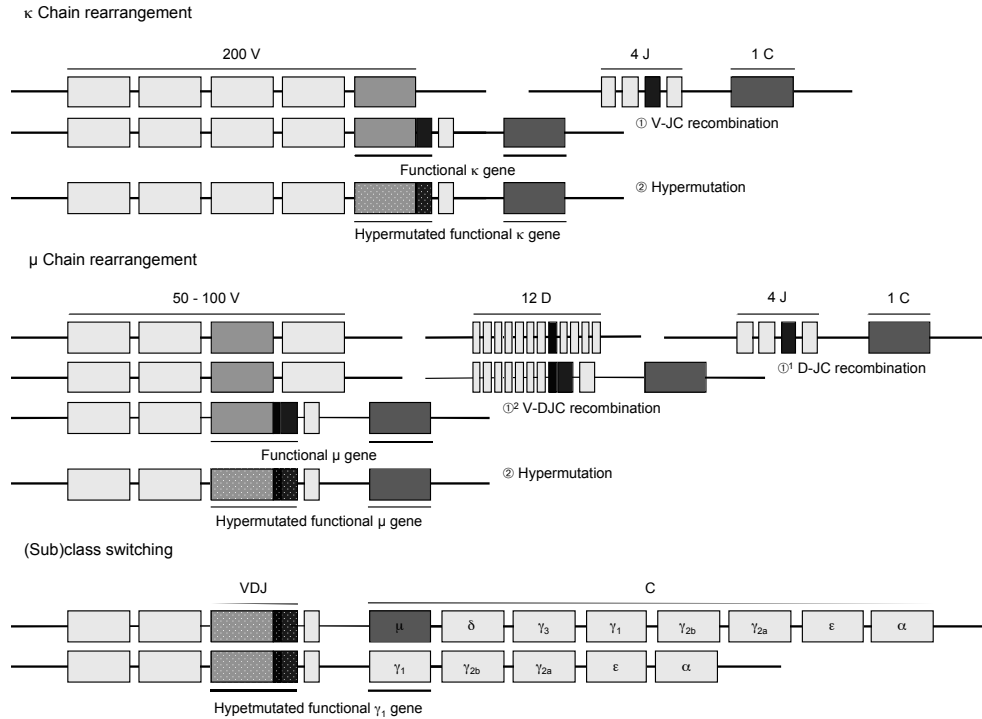 κ Chain rearrangement
200 V
4 J
1 C
① V-JC recombination
Functional κ gene
② Hypermutation
Hypermutated functional κ gene
μ Chain rearrangement
50 - 100 V
12 D
4 J
1 C
①¹ D-JC recombination
①² V-DJC recombination
Functional μ gene
② Hypermutation
Hypermutated functional μ gene
(Sub)class switching
VDJ
C
μ δ γ3 γ1 γ2b γ2a ε α
γ1 γ2b γ2a ε α
Hypetmutated functional γ1 gene